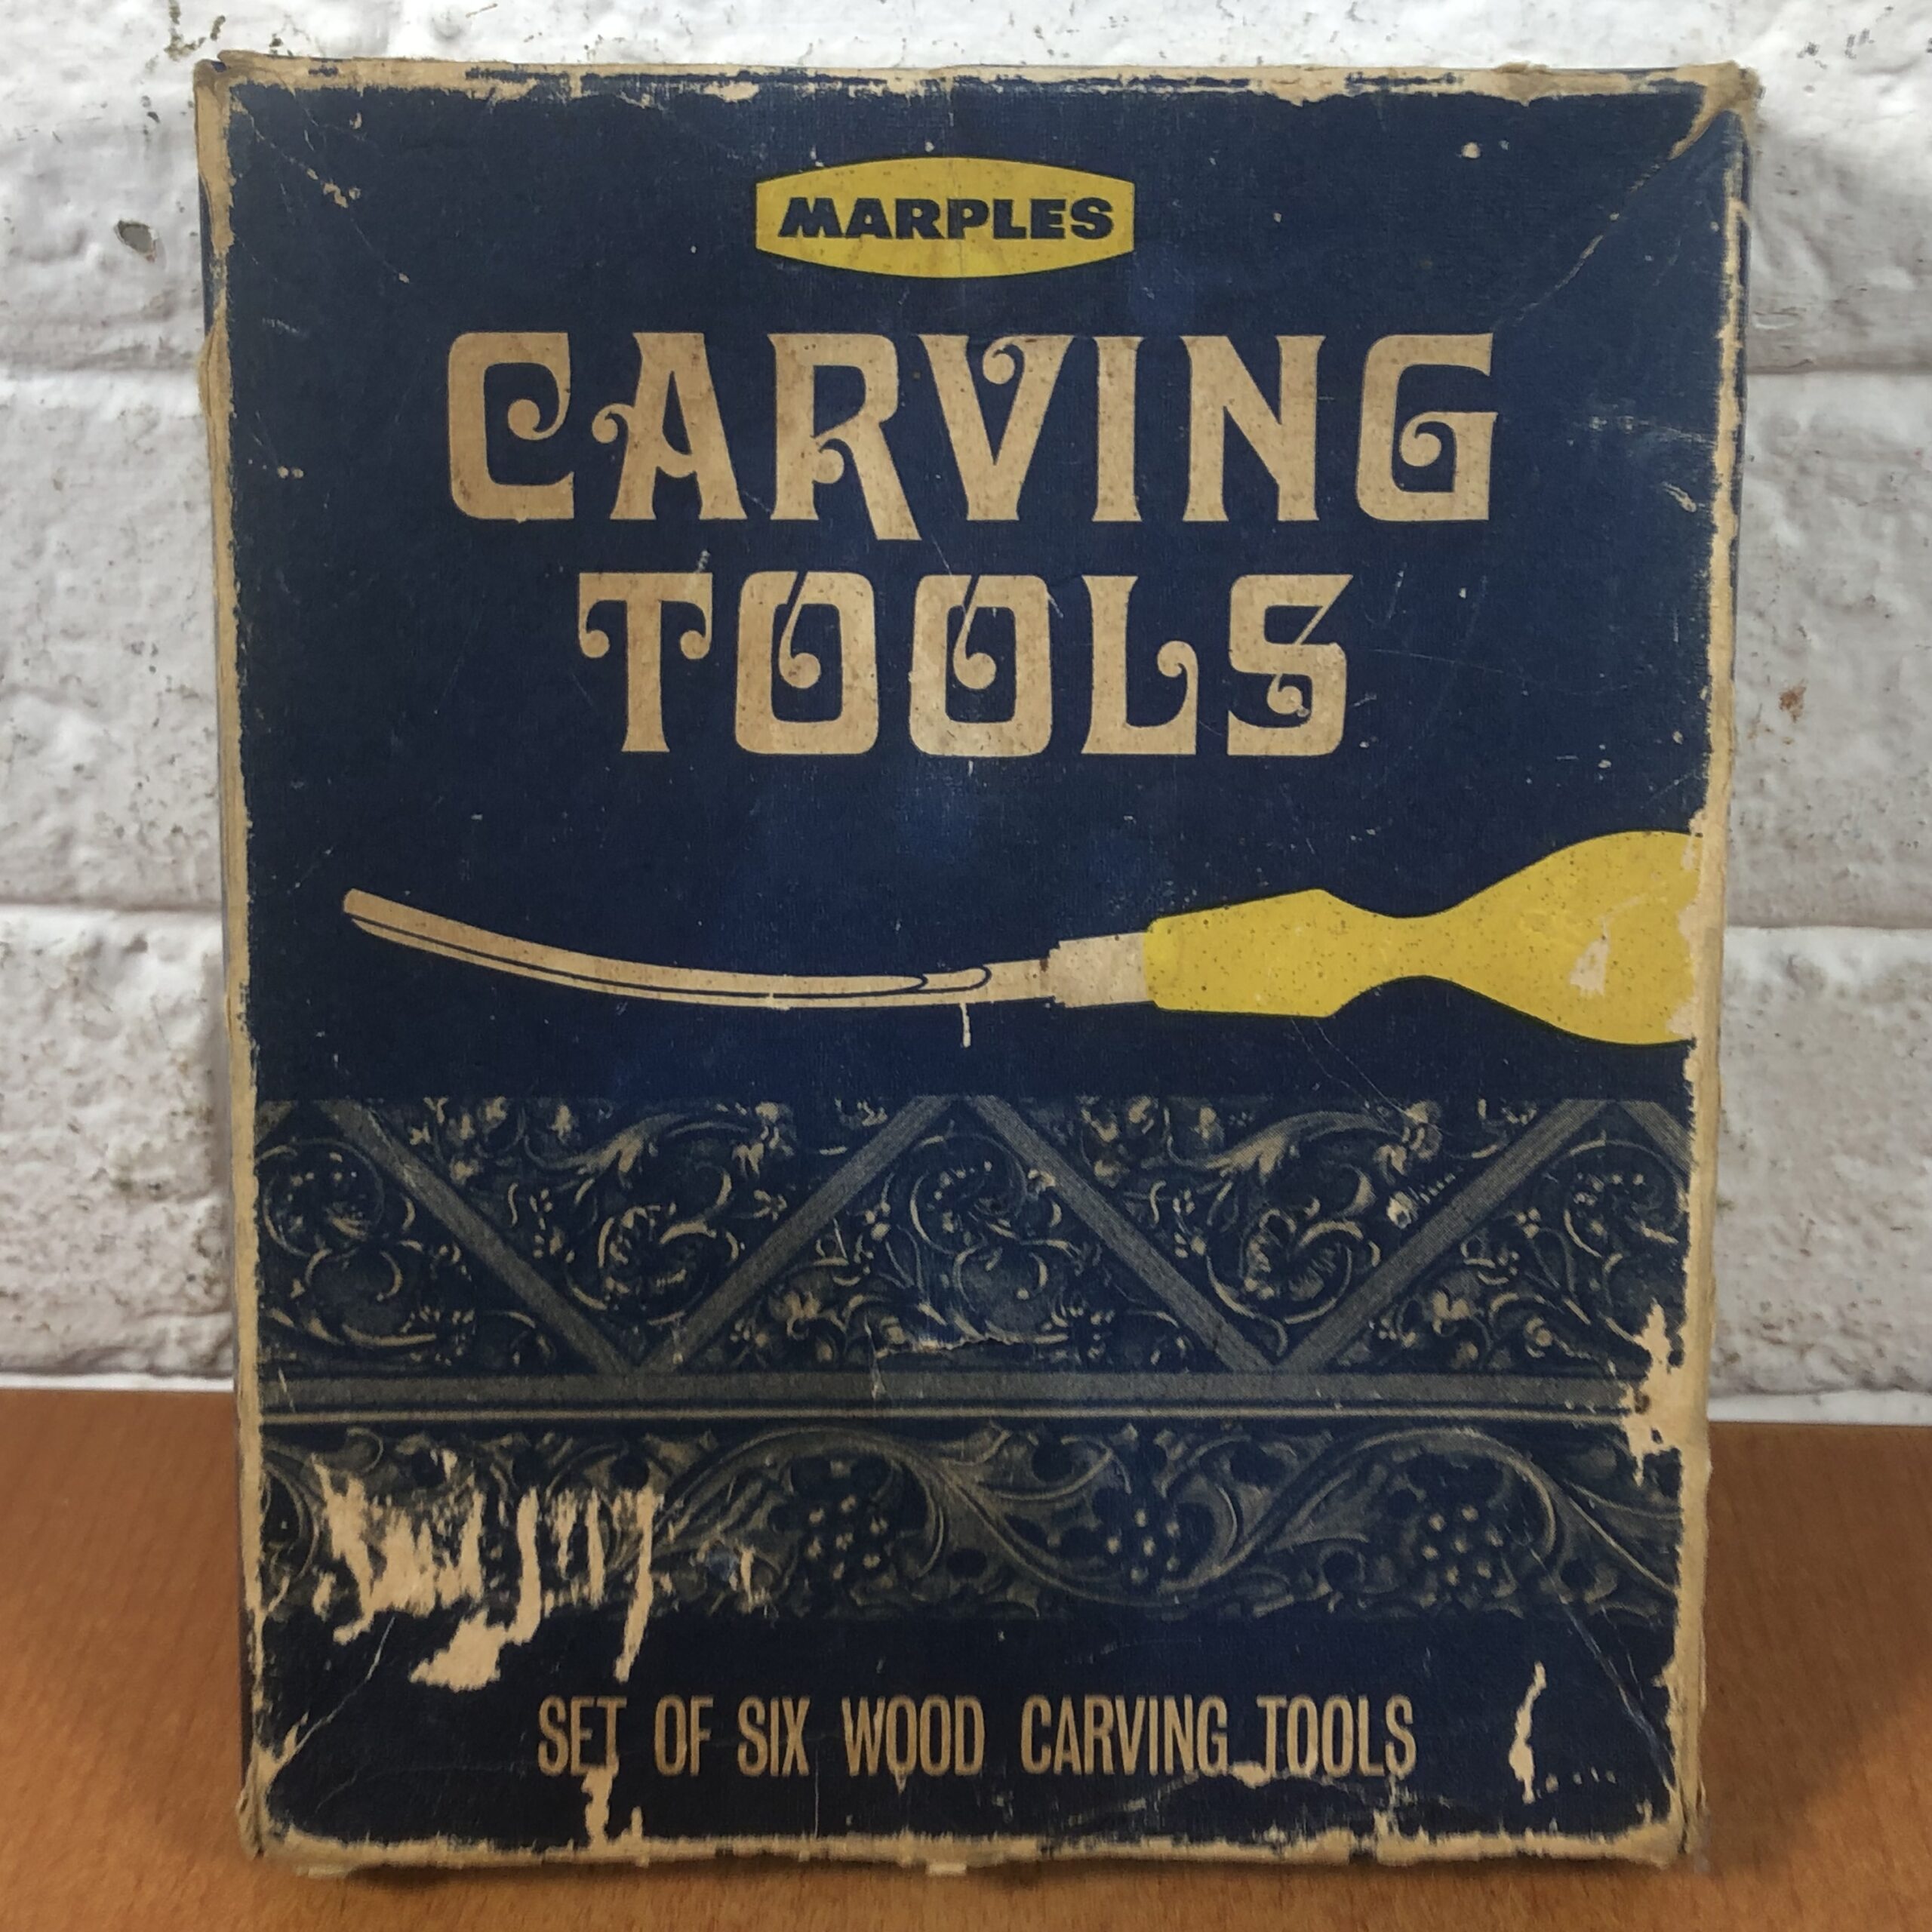 MARPLES
CARVING
TOOLS
SET OF SIX WOOD CARVING TOOLS